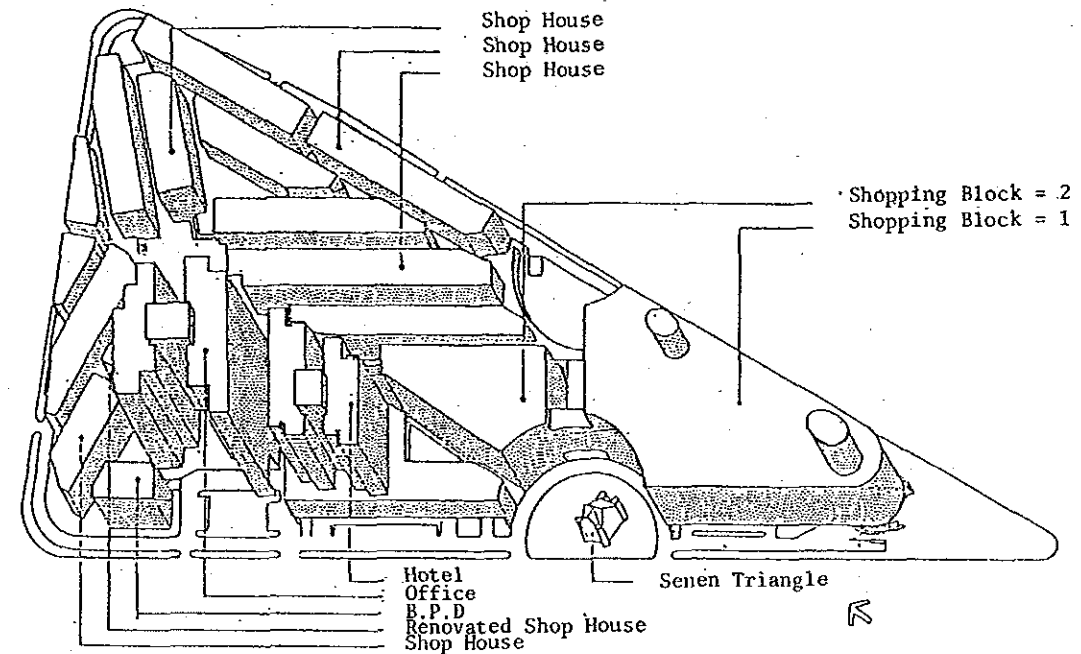 Shop House
Shop House
Shop House
Shopping Block = 2
Shopping Block = 1
Hotel
Office
B.P.D
Renovated Shop House
Shop House
Senen Triangle